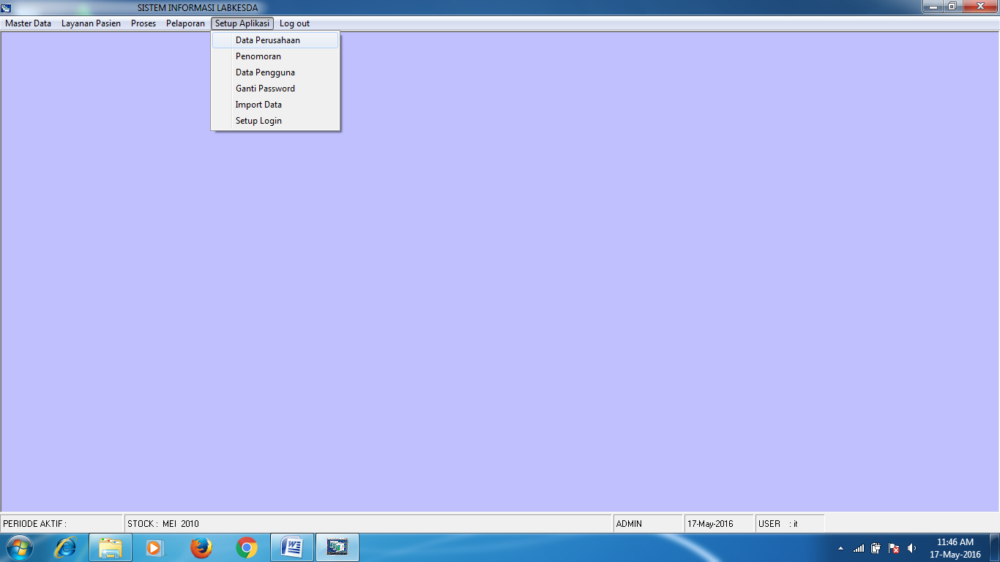 SISTEM INFORMASI LABKESDA
Master Data Layanan Pasien Proses Pelaporan Setup Aplikasi Log out
Data Perusahaan
Penomoran
Data Pengguna
Ganti Password
Import Data
Setup Login
PERIODE AKTIF : STOCK : MEI 2010 ADMIN 17-May-2016 USER : it
11:46 AM
17-May-2016